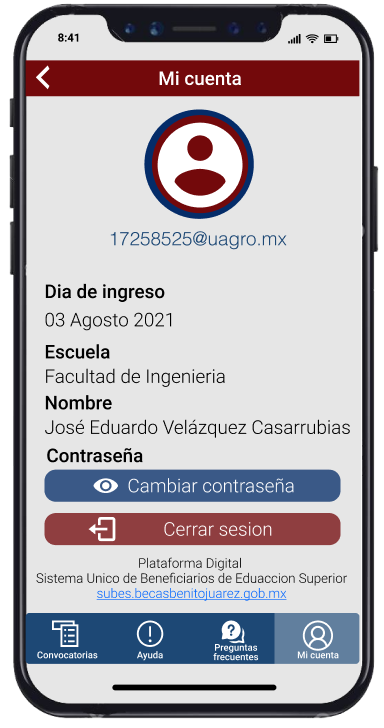 8:41
Mi cuenta
17258525@uagro.mx
Dia de ingreso
03 Agosto 2021
Escuela
Facultad de Ingenieria
Nombre
José Eduardo Velázquez Casarrubias
Contraseña
Cambiar contraseña
Cerrar sesion
Plataforma Digital
Sistema Unico de Beneficiarios de Eduaccion Superior
subes.becasbenitojuarez.gob.mx
Convocatorias
Ayuda
Preguntas
frecuentes
Mi cuenta